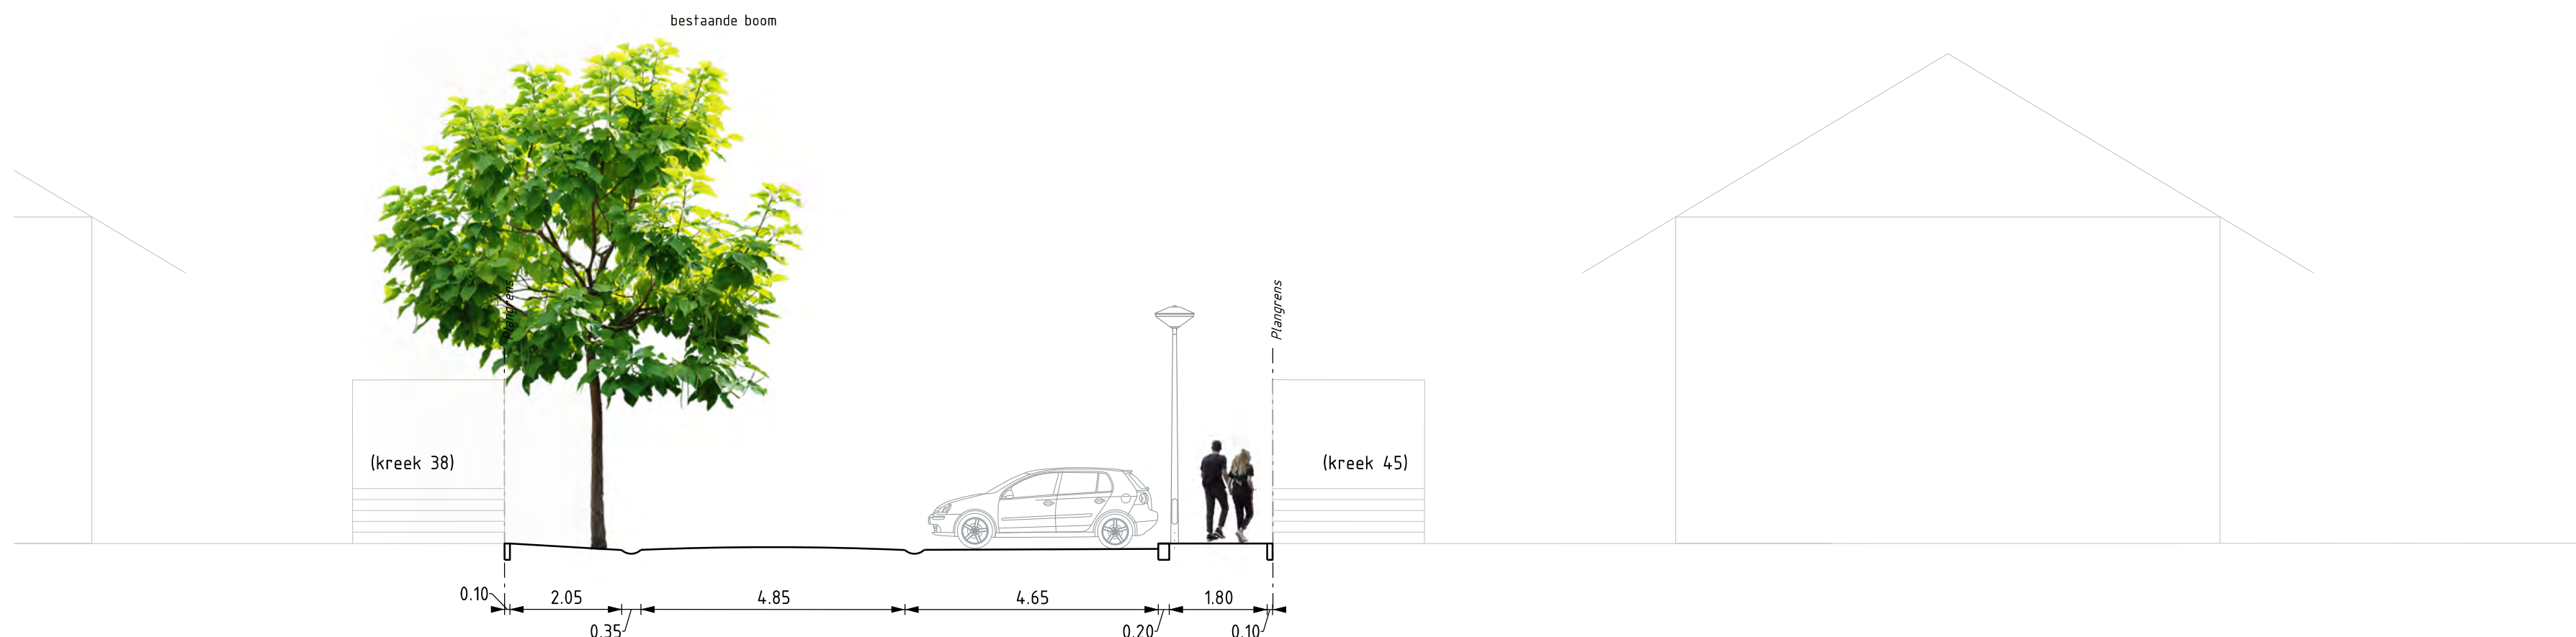 bestaande boom
Plangrens
Plangrens
(kreek 38)
(kreek 45)
0.10
2.05
4.85
4.65
1.80
0.35
0.20
0.10